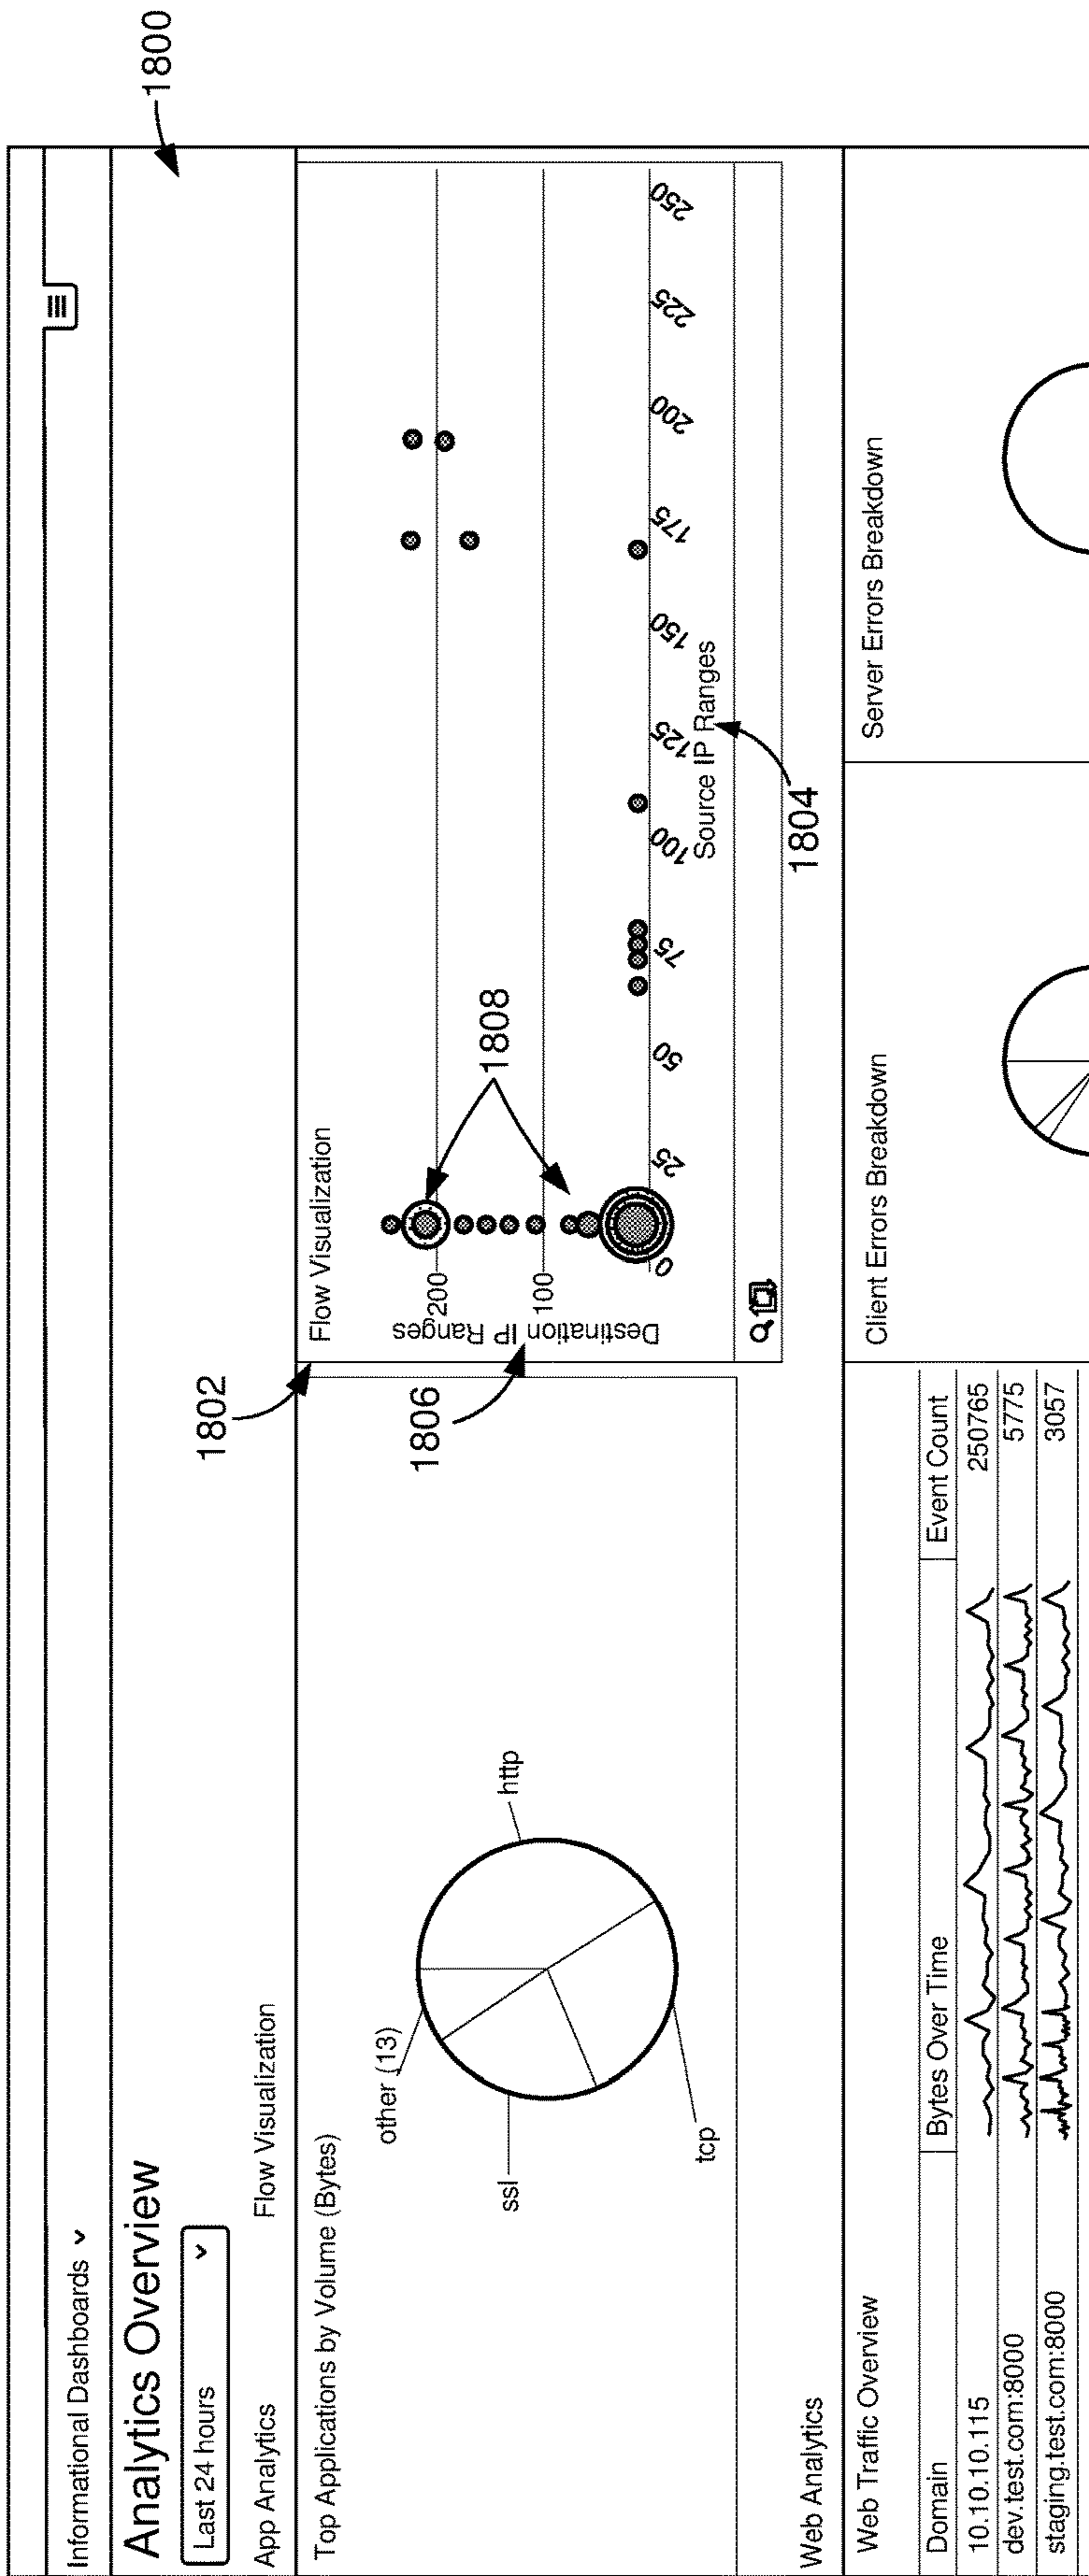 1800
Informational Dashboards
Analytics Overview
Last 24 hours
App Analytics
Flow Visualization
1802
Top Applications by Volume (Bytes)
other (13)
http
ssl
tcp
Flow Visualization
1806
Destination IP Ranges
200
100
1808
0
25
50
75
100
125
150
175
200
225
250
Source IP Ranges
1804
Web Analytics
Web Traffic Overview
Domain Bytes Over Time Event Count
10.10.10.115 250765
dev.test.com:8000 5775
staging.test.com:8000 3057
Client Errors Breakdown
Server Errors Breakdown